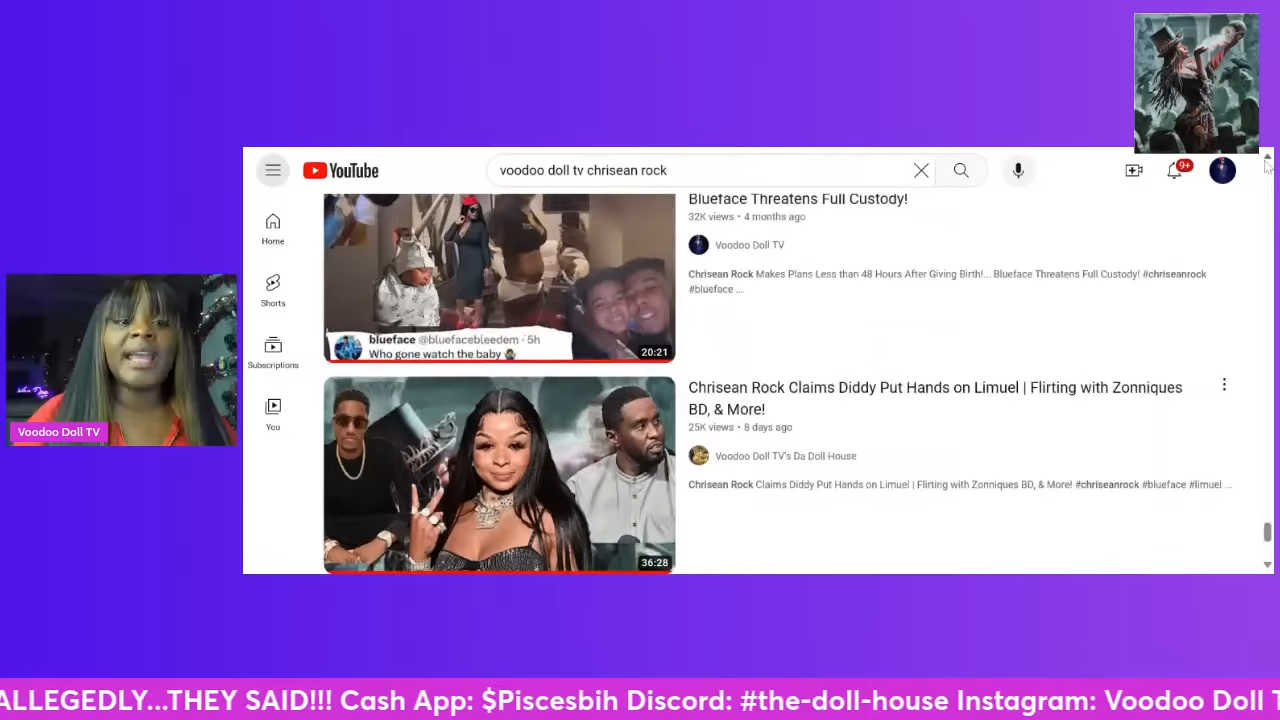 YouTube
voodoo doll tv chrisean rock
9+
Home
Shorts
Subscriptions
You
blueface @bluefacebleedem · 5h
Who gone watch the baby
20:21
Blueface Threatens Full Custody!
32K views • 4 months ago
Voodoo Doll TV
Chrisean Rock Makes Plans Less than 48 Hours After Giving Birth!... Blueface Threatens Full Custody! #chriseanrock
#blueface ...
36:28
Chrisean Rock Claims Diddy Put Hands on Limuel | Flirting with Zonniques
BD, & More!
25K views • 8 days ago
Voodoo Doll TV's Da Doll House
Chrisean Rock Claims Diddy Put Hands on Limuel | Flirting with Zonniques BD, & More! #chriseanrock #blueface #limuel ...
Voodoo Doll TV
ALLEGEDLY...THEY SAID!!! Cash App: $Piscesbih Discord: #the-doll-house Instagram: Voodoo Doll T